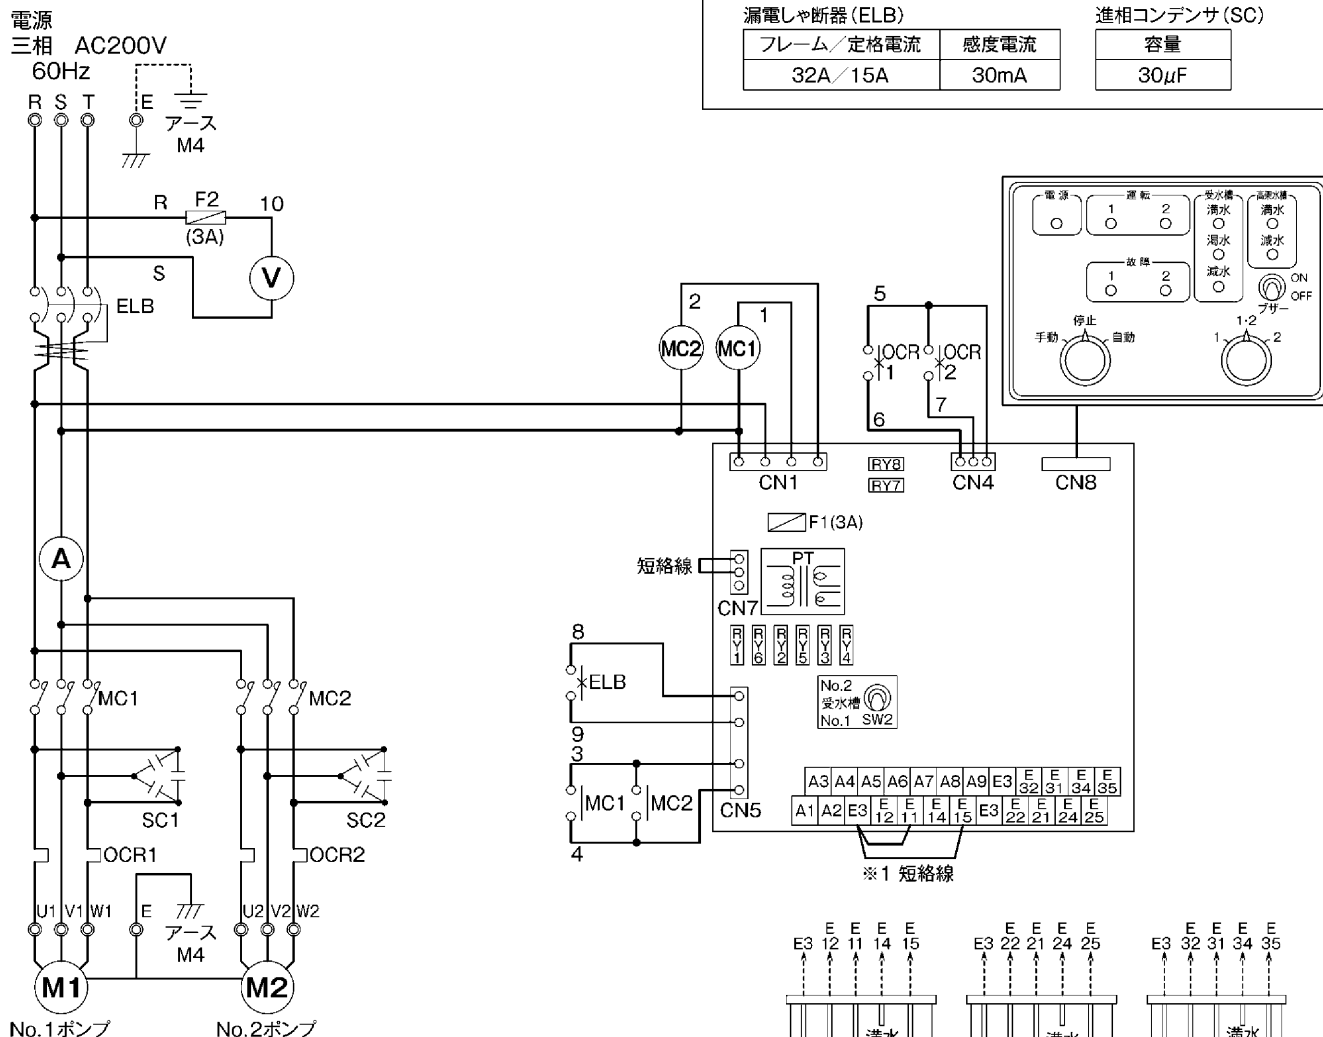 電源
三相 AC200V
60Hz
R S T E
アース
M4
漏電しゃ断器(ELB)
フレーム/定格電流 感度電流
32A/15A 30mA
進相コンデンサ(SC)
容量
30μF
R F2 10
(3A)
S V
ELB
2 1
MC2 MC1
5
OCR OCR
1 2
6 7
電源 運転 受水槽 高架水槽
1 2 満水 満水
渇水 減水
故障 減水
1 2
ON
OFF
ブザー
停止
手動 自動
1・2
1 2
CN1 RY8 CN4 CN8
RY7
F1(3A)
A
短絡線
PT
CN7
RY1 RY6 RY2 RY5 RY3 RY4
8
ELB
9
No.2
受水槽
No.1 SW2
3
MC1 MC2
4
CN5
A3 A4 A5 A6 A7 A8 A9 E3 E32 E31 E34 E35
A1 A2 E3 E12 E11 E14 E15 E3 E22 E21 E24 E25
※1 短絡線
MC1 MC2
SC1 SC2
OCR1 OCR2
U1 V1 W1 E U2 V2 W2
アース
M4
M1 M2
No.1ポンプ No.2ポンプ
E3 E12 E11 E14 E15
E3 E22 E21 E24 E25
E3 E32 E31 E34 E35
満水 満水 満水